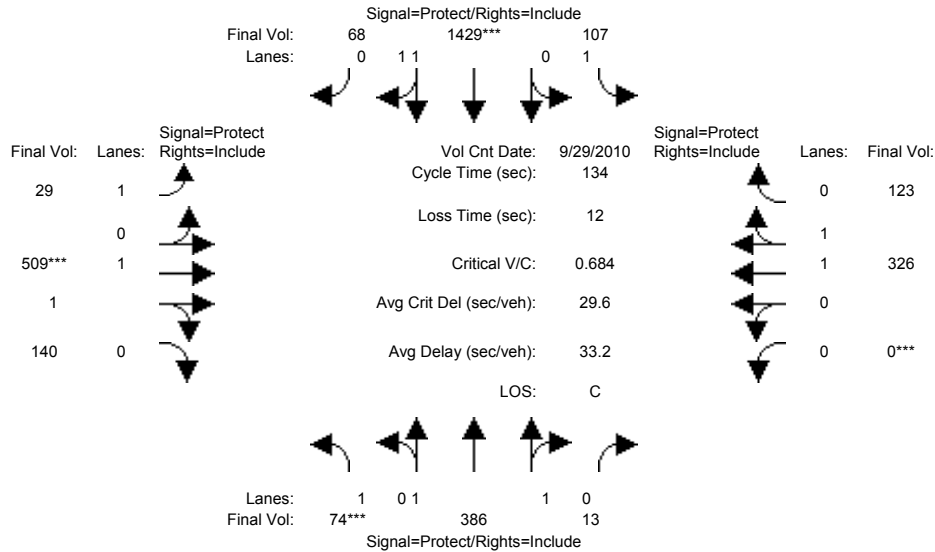 Signal=Protect/Rights=Include
Final Vol: 68 1429*** 107
Lanes: 0 1 1 0 1
Signal=Protect Signal=Protect
Final Vol: Lanes: Rights=Include Vol Cnt Date: 9/29/2010 Rights=Include Lanes: Final Vol:
Cycle Time (sec): 134
29 1 0 123
Loss Time (sec): 12
0 1
509*** 1 Critical V/C: 0.684 1 326
1 0 Avg Crit Del (sec/veh): 29.6 0
140 0 Avg Delay (sec/veh): 33.2 0 0***
LOS: C
Lanes: 1 0 1 1 0
Final Vol: 74*** 386 13
Signal=Protect/Rights=Include